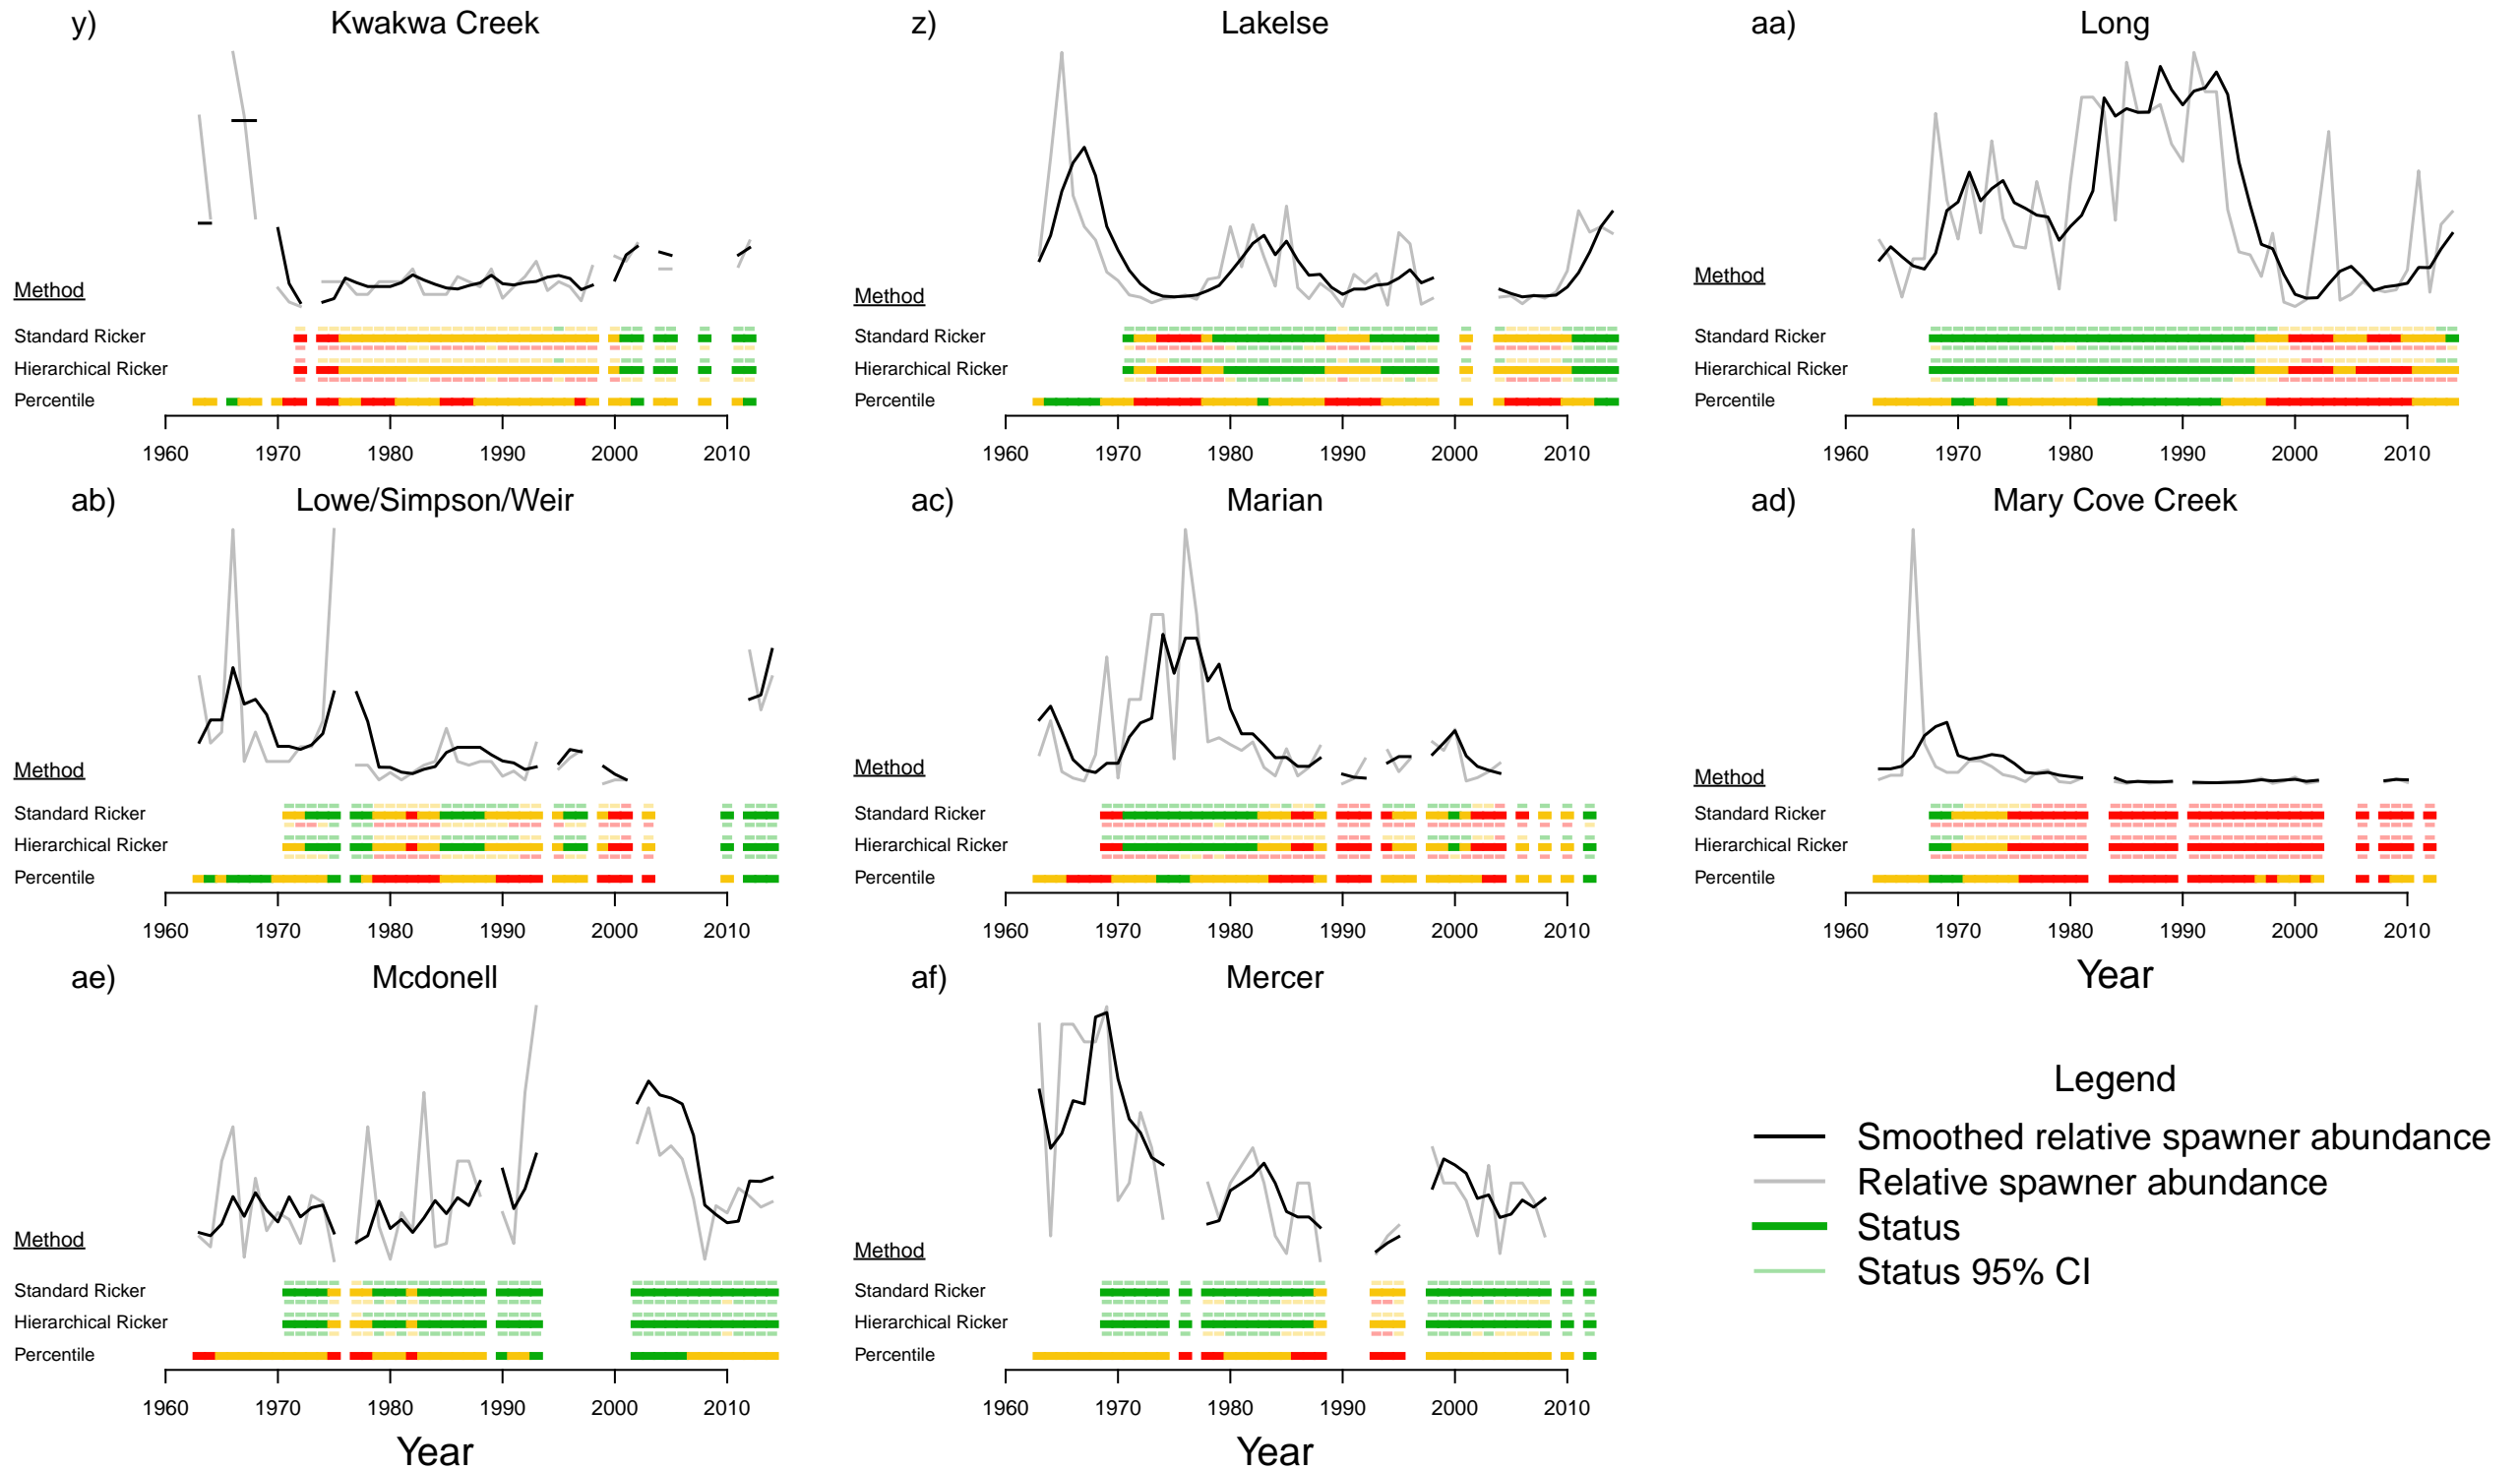 y) Kwakwa Creek
Method
Standard Ricker
Hierarchical Ricker
Percentile
1960 1970 1980 1990 2000 2010
z) Lakelse
Method
Standard Ricker
Hierarchical Ricker
Percentile
1960 1970 1980 1990 2000 2010
aa) Long
Method
Standard Ricker
Hierarchical Ricker
Percentile
1960 1970 1980 1990 2000 2010
ab) Lowe/Simpson/Weir
Method
Standard Ricker
Hierarchical Ricker
Percentile
1960 1970 1980 1990 2000 2010
ac) Marian
Method
Standard Ricker
Hierarchical Ricker
Percentile
1960 1970 1980 1990 2000 2010
ad) Mary Cove Creek
Method
Standard Ricker
Hierarchical Ricker
Percentile
1960 1970 1980 1990 2000 2010
Year
ae) Mcdonell
Method
Standard Ricker
Hierarchical Ricker
Percentile
1960 1970 1980 1990 2000 2010
Year
af) Mercer
Method
Standard Ricker
Hierarchical Ricker
Percentile
1960 1970 1980 1990 2000 2010
Year
Legend
Smoothed relative spawner abundance
Relative spawner abundance
Status
Status 95% CI